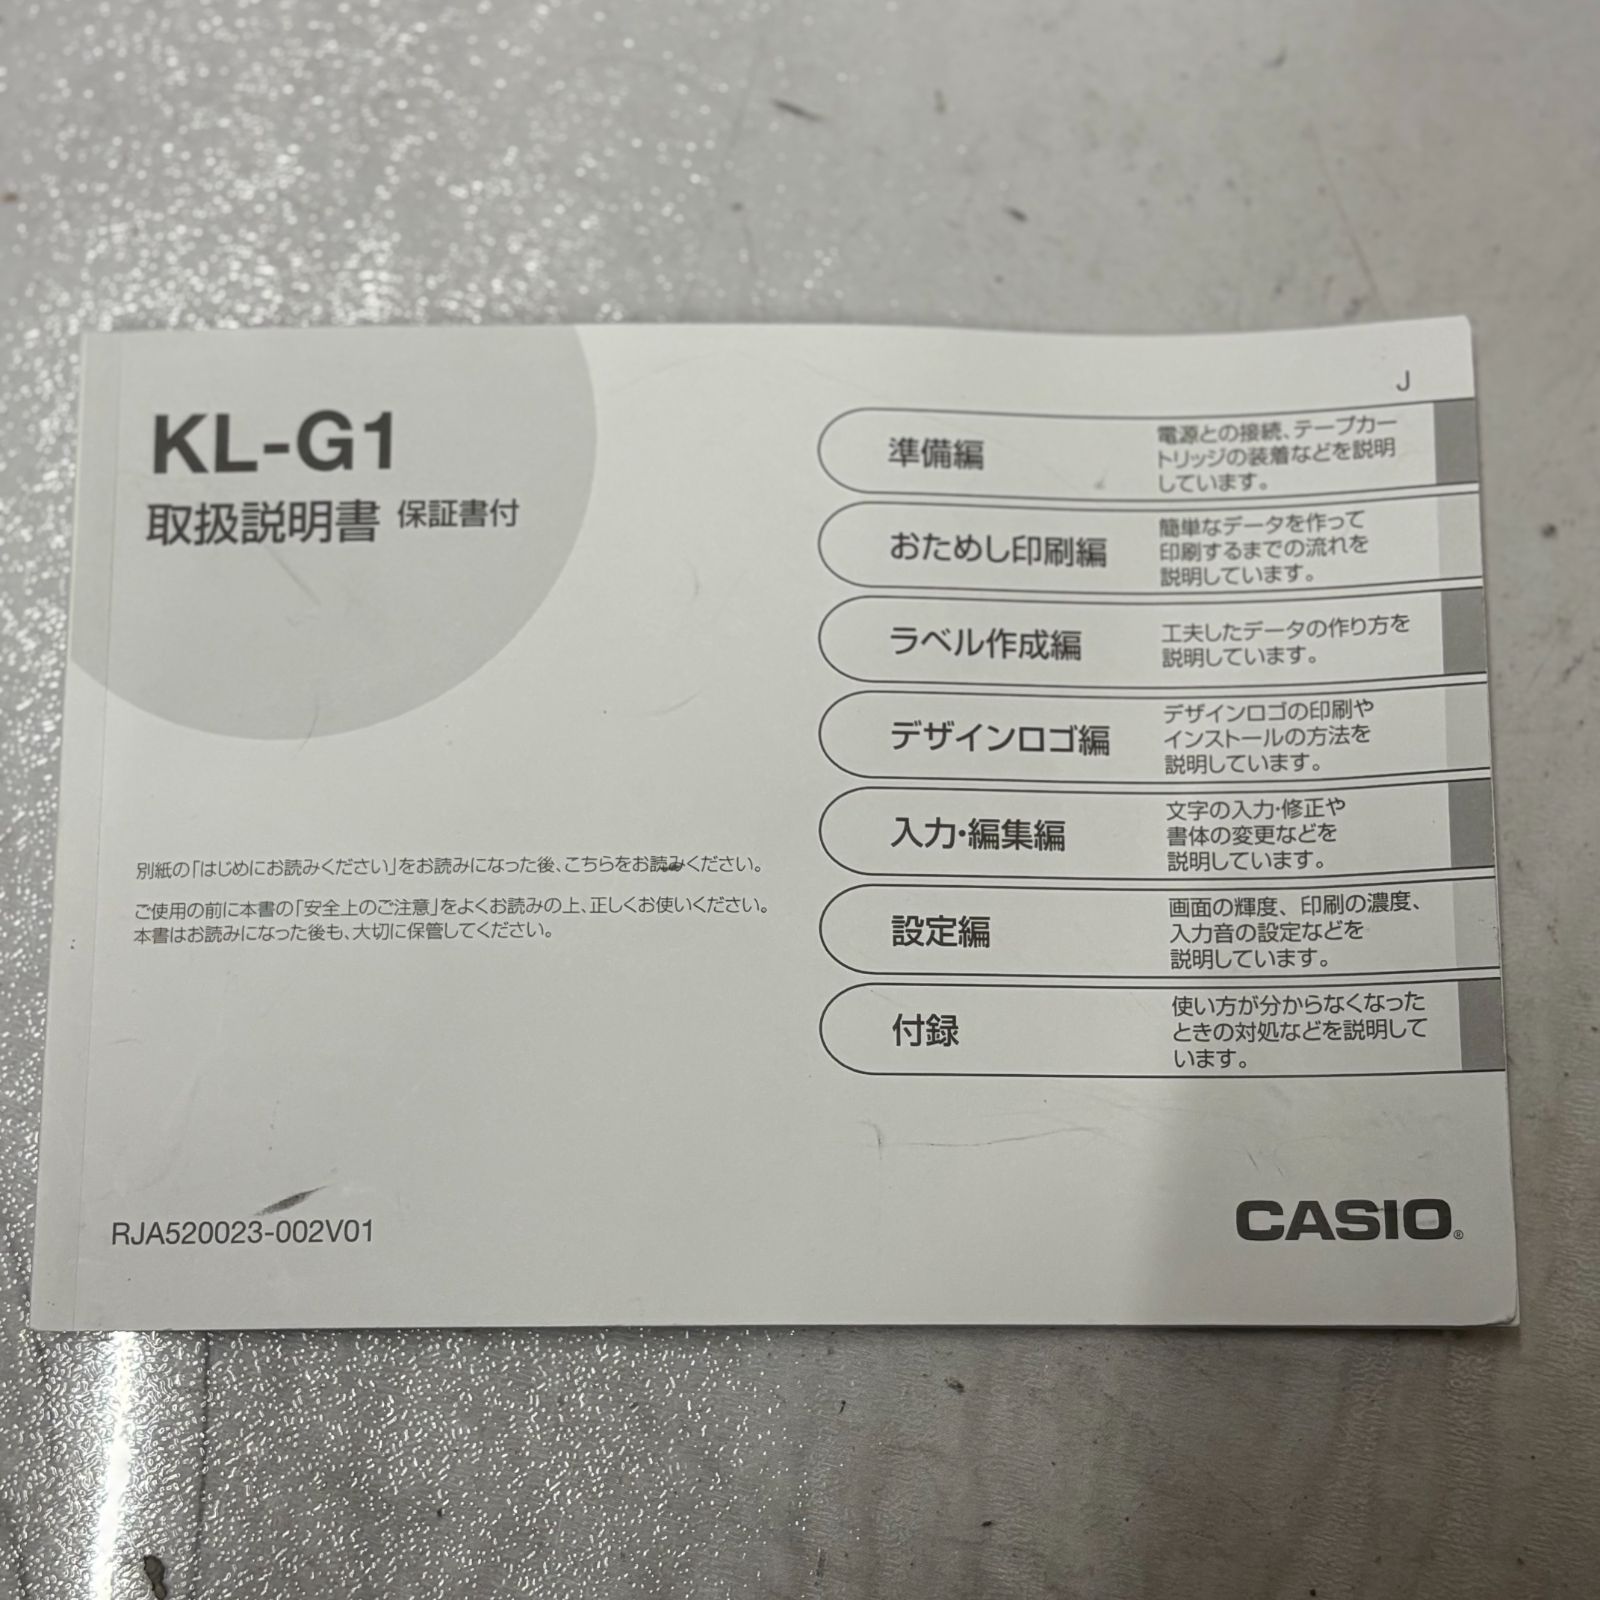 KL-G1
取扱説明書 保証書付
別紙の「はじめにお読みください」をお読みになった後、こちらをお読みください。
ご使用の前に本書の「安全上のご注意」をよくお読みの上、正しくお使いください。
本書はお読みになった後も、大切に保管してください。
RJA520023-002V01
J
準備編
電源との接続、テープカー
トリッジの装着などを説明
しています。
おためし印刷編
簡単なデータを作って
印刷するまでの流れを
説明しています。
ラベル作成編
工夫したデータの作り方を
説明しています。
デザインロゴ編
デザインロゴの印刷や
インストールの方法を
説明しています。
入力・編集編
文字の入力・修正や
書体の変更などを
説明しています。
設定編
画面の輝度、印刷の濃度、
入力音の設定などを
説明しています。
付録
使い方が分からなくなった
ときの対処などを説明して
います。
CASIO®